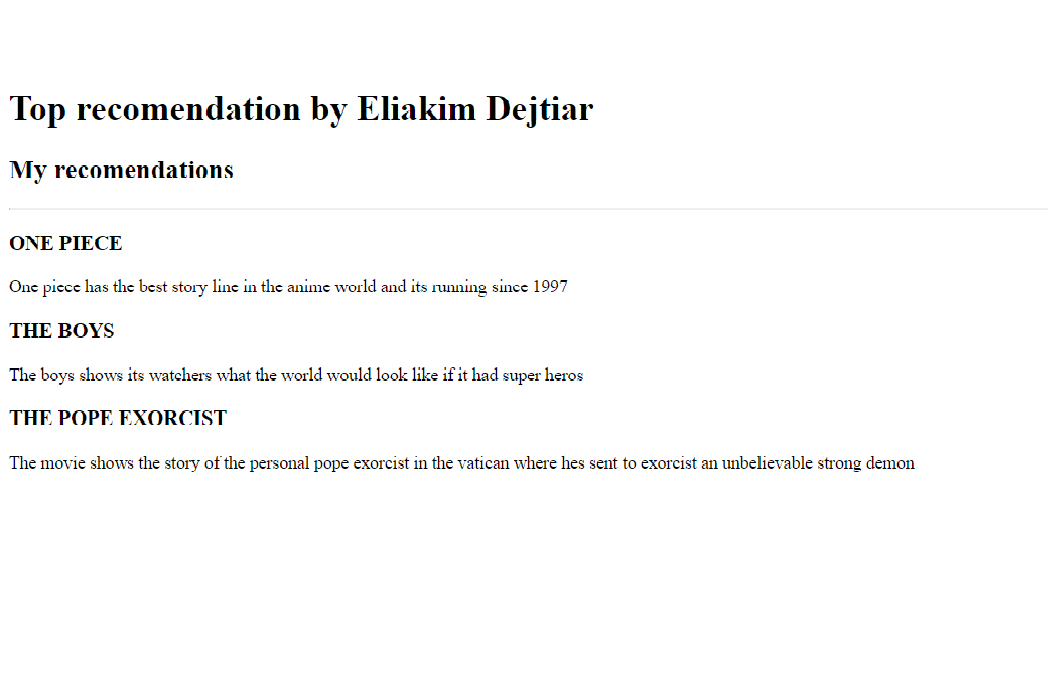 Top recomendation by Eliakim Dejtiar
My recomendations
ONE PIECE
One piece has the best story line in the anime world and its running since 1997
THE BOYS
The boys shows its watchers what the world would look like if it had super heros
THE POPE EXORCIST
The movie shows the story of the personal pope exorcist in the vatican where hes sent to exorcist an unbelievable strong demon